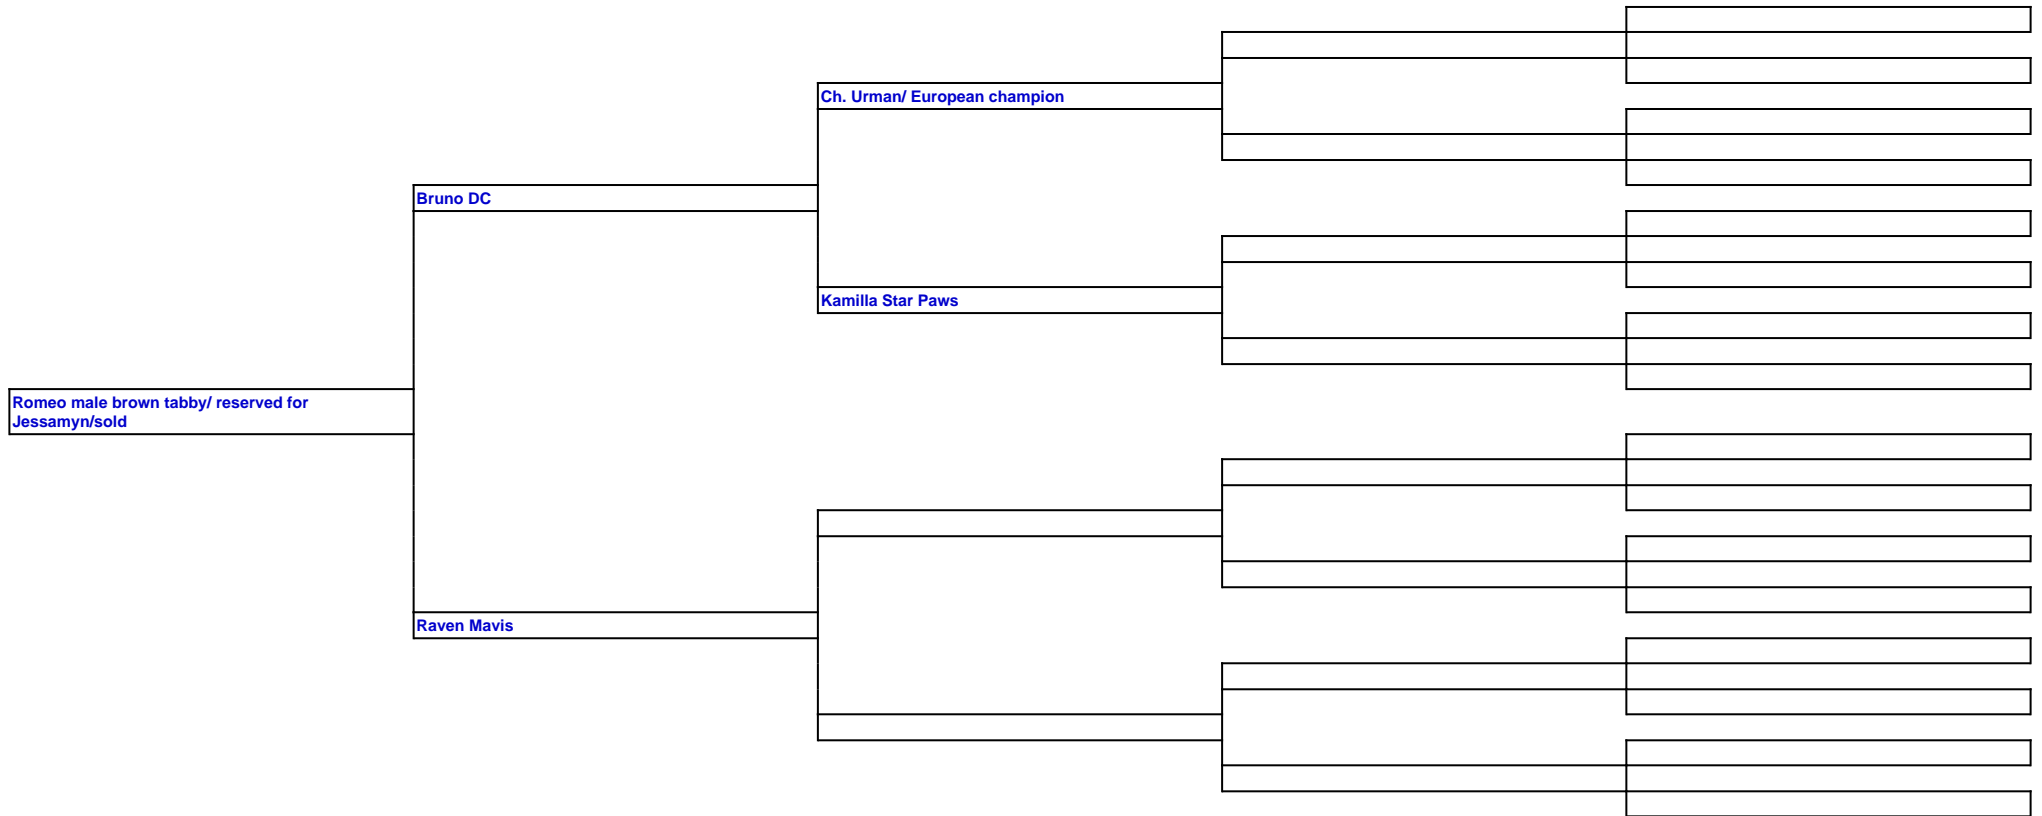 Ch. Urman/ European champion
Bruno DC
Kamilla Star Paws
Romeo male brown tabby/ reserved for
Jessamyn/sold
Raven Mavis